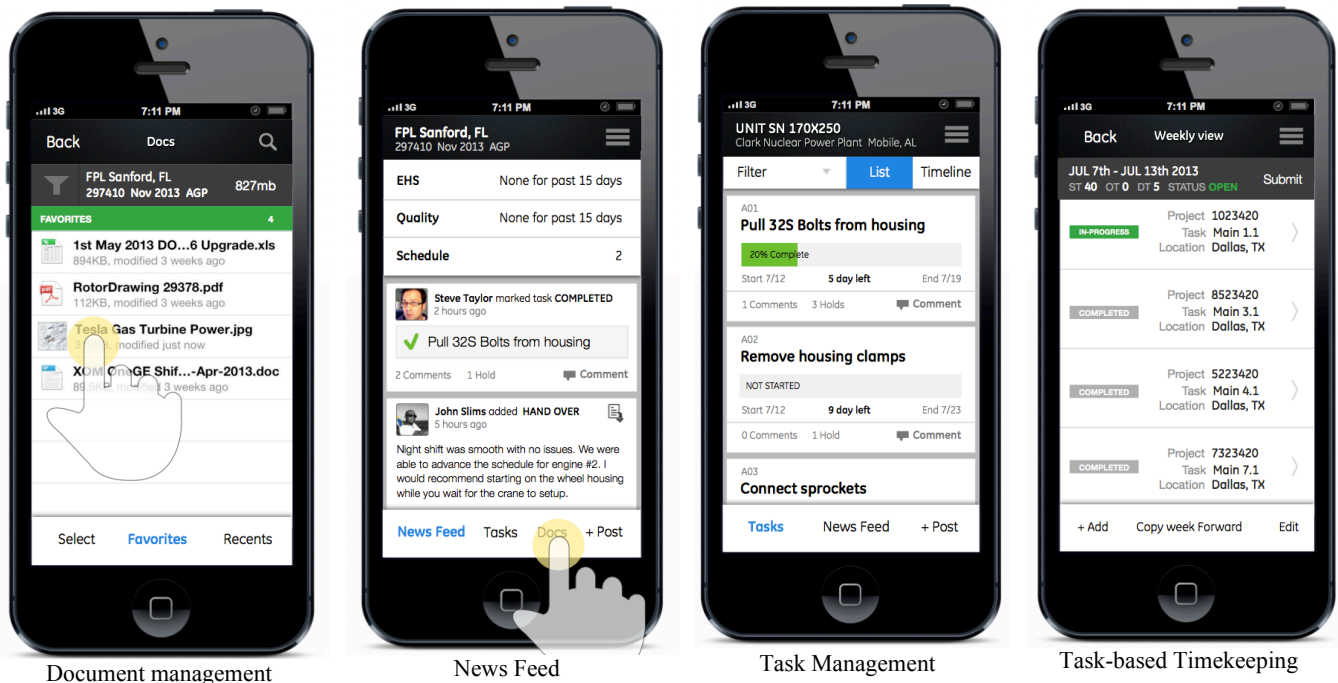 3G 7:11 PM
Back Docs
FPL Sanford, FL
297410 Nov 2013 AGP 827mb
FAVORITES 4
1st May 2013 DO...6 Upgrade.xls
894KB, modified 3 weeks ago
RotorDrawing 29378.pdf
112KB, modified 3 weeks ago
Tesla Gas Turbine Power.jpg
modified just now
XOM OneGE Shif...-Apr-2013.doc
89.5K modified 3 weeks ago
Select Favorites Recents
Document management
3G 7:11 PM
FPL Sanford, FL
297410 Nov 2013 AGP
EHS None for past 15 days
Quality None for past 15 days
Schedule 2
Steve Taylor marked task COMPLETED
2 hours ago
Pull 32S Bolts from housing
2 Comments 1 Hold Comment
John Slims added HAND OVER
5 hours ago
Night shift was smooth with no issues. We were
able to advance the schedule for engine #2. I
would recommend starting on the wheel housing
while you wait for the crane to setup.
News Feed Tasks Docs + Post
News Feed
3G 7:11 PM
UNIT SN 170X250
Clark Nuclear Power Plant Mobile, AL
Filter List Timeline
A01
Pull 32S Bolts from housing
20% Complete
Start 7/12 5 day left End 7/19
1 Comments 3 Holds Comment
A02
Remove housing clamps
NOT STARTED
Start 7/12 9 day left End 7/23
0 Comments 1 Hold Comment
A03
Connect sprockets
Tasks News Feed + Post
Task Management
3G 7:11 PM
Back Weekly view
JUL 7th - JUL 13th 2013
ST 40 OT 0 DT 5 STATUS OPEN Submit
Project 1023420
IN-PROGRESS Task Main 1.1
Location Dallas, TX
Project 8523420
COMPLETED Task Main 3.1
Location Dallas, TX
Project 5223420
COMPLETED Task Main 4.1
Location Dallas, TX
Project 7323420
COMPLETED Task Main 7.1
Location Dallas, TX
+ Add Copy week Forward Edit
Task-based Timekeeping